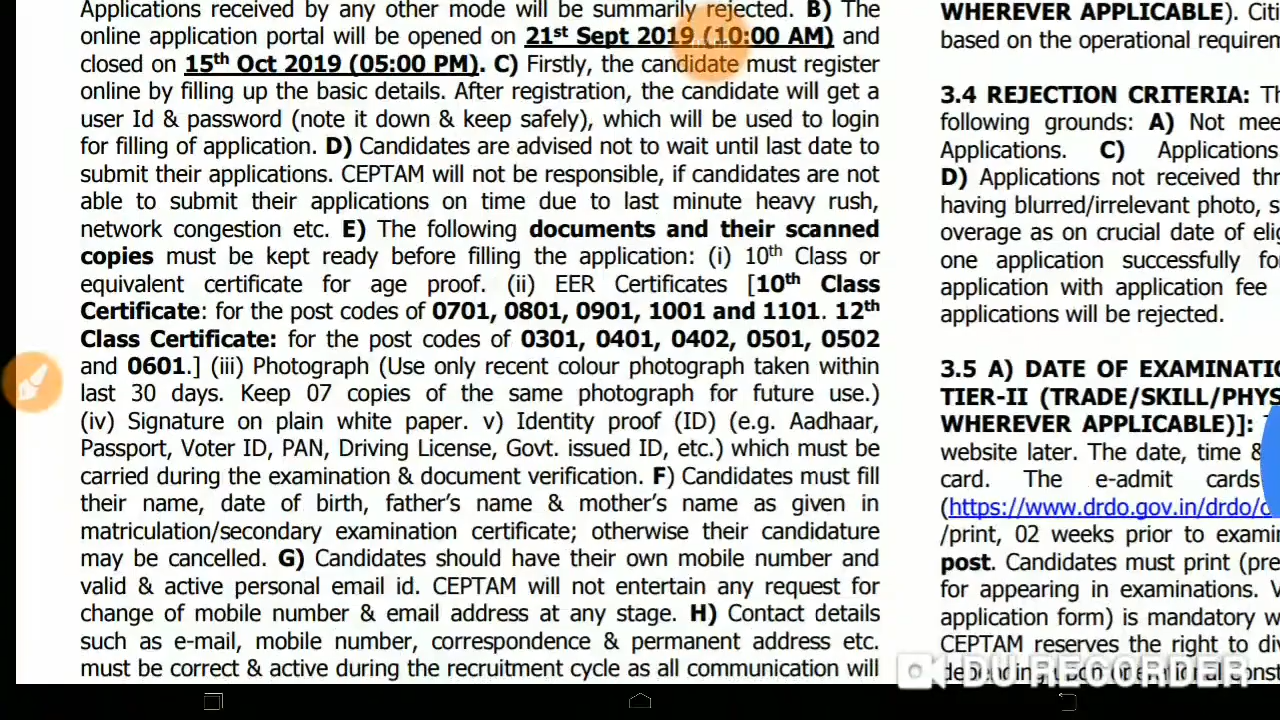 Applications received by any other mode will be summarily rejected. B) The
online application portal will be opened on 21st Sept 2019 (10:00 AM) and
closed on 15th Oct 2019 (05:00 PM). C) Firstly, the candidate must register
online by filling up the basic details. After registration, the candidate will get a
user Id & password (note it down & keep safely), which will be used to login
for filling of application. D) Candidates are advised not to wait until last date to
submit their applications. CEPTAM will not be responsible, if candidates are not
able to submit their applications on time due to last minute heavy rush,
network congestion etc. E) The following documents and their scanned
copies must be kept ready before filling the application: (i) 10th Class or
equivalent certificate for age proof. (ii) EER Certificates [10th Class
Certificate: for the post codes of 0701, 0801, 0901, 1001 and 1101. 12th
Class Certificate: for the post codes of 0301, 0401, 0402, 0501, 0502
and 0601.] (iii) Photograph (Use only recent colour photograph taken within
last 30 days. Keep 07 copies of the same photograph for future use.)
(iv) Signature on plain white paper. v) Identity proof (ID) (e.g. Aadhaar,
Passport, Voter ID, PAN, Driving License, Govt. issued ID, etc.) which must be
carried during the examination & document verification. F) Candidates must fill
their name, date of birth, father's name & mother's name as given in
matriculation/secondary examination certificate; otherwise their candidature
may be cancelled. G) Candidates should have their own mobile number and
valid & active personal email id. CEPTAM will not entertain any request for
change of mobile number & email address at any stage. H) Contact details
such as e-mail, mobile number, correspondence & permanent address etc.
must be correct & active during the recruitment cycle as all communication will
WHEREVER APPLICABLE). Citi
based on the operational requirem
3.4 REJECTION CRITERIA: Th
following grounds: A) Not mee
Applications. C) Applications
D) Applications not received thr
having blurred/irrelevant photo, s
overage as on crucial date of elig
one application successfully fo
application with application fee
applications will be rejected.
3.5 A) DATE OF EXAMINATIO
TIER-II (TRADE/SKILL/PHYS
WHEREVER APPLICABLE)]:
website later. The date, time &
card. The e-admit cards
(https://www.drdo.gov.in/drdo/c
/print, 02 weeks prior to examin
post. Candidates must print (pre
for appearing in examinations. V
application form) is mandatory w
CEPTAM reserves the right to div
depending upon operational const
DU RECORDER